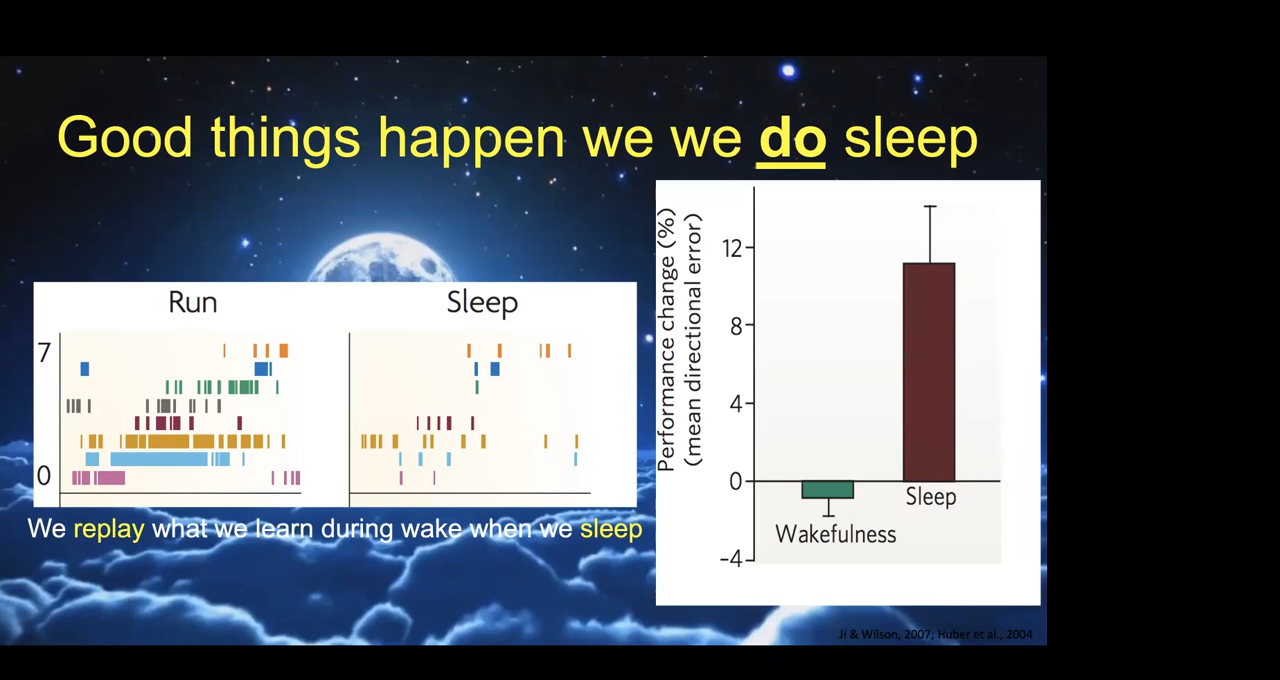 Good things happen we we do sleep
Run
Sleep
7
0
We replay what we learn during wake when we sleep
Performance change (%)
(mean directional error)
12
8
4
0
-4
Wakefulness
Sleep
Ji & Wilson, 2007; Huber et al., 2004